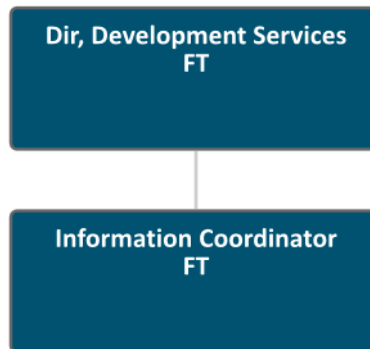 Dir, Development Services
FT
Information Coordinator
FT